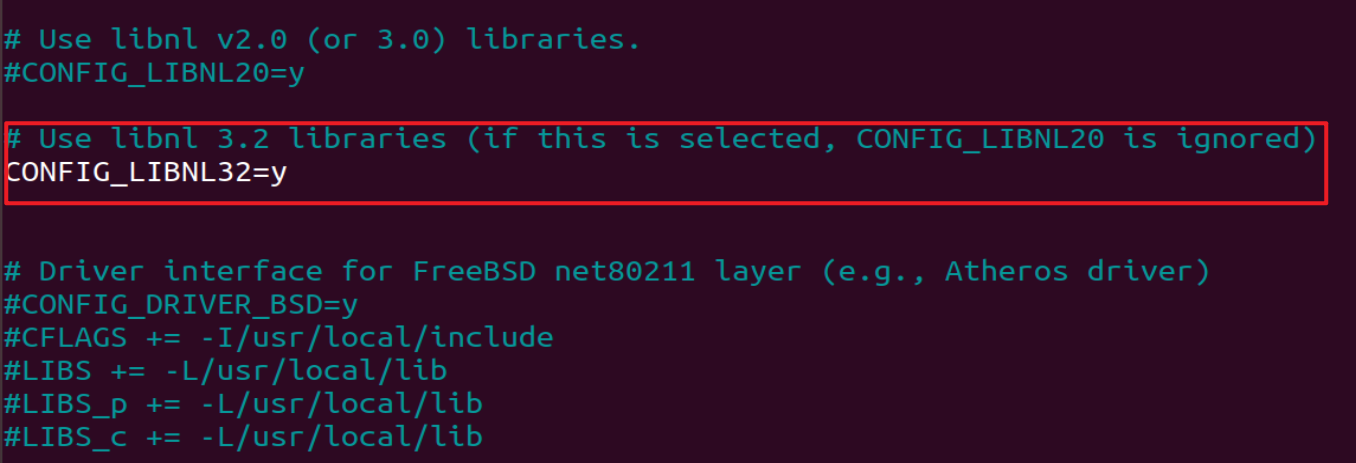 # Use libnl v2.0 (or 3.0) libraries.
#CONFIG_LIBNL20=y
# Use libnl 3.2 libraries (if this is selected, CONFIG_LIBNL20 is ignored)
CONFIG_LIBNL32=y
# Driver interface for FreeBSD net80211 layer (e.g., Atheros driver)
#CONFIG_DRIVER_BSD=y
#CFLAGS += -I/usr/local/include
#LIBS += -L/usr/local/lib
#LIBS_p += -L/usr/local/lib
#LIBS_c += -L/usr/local/lib